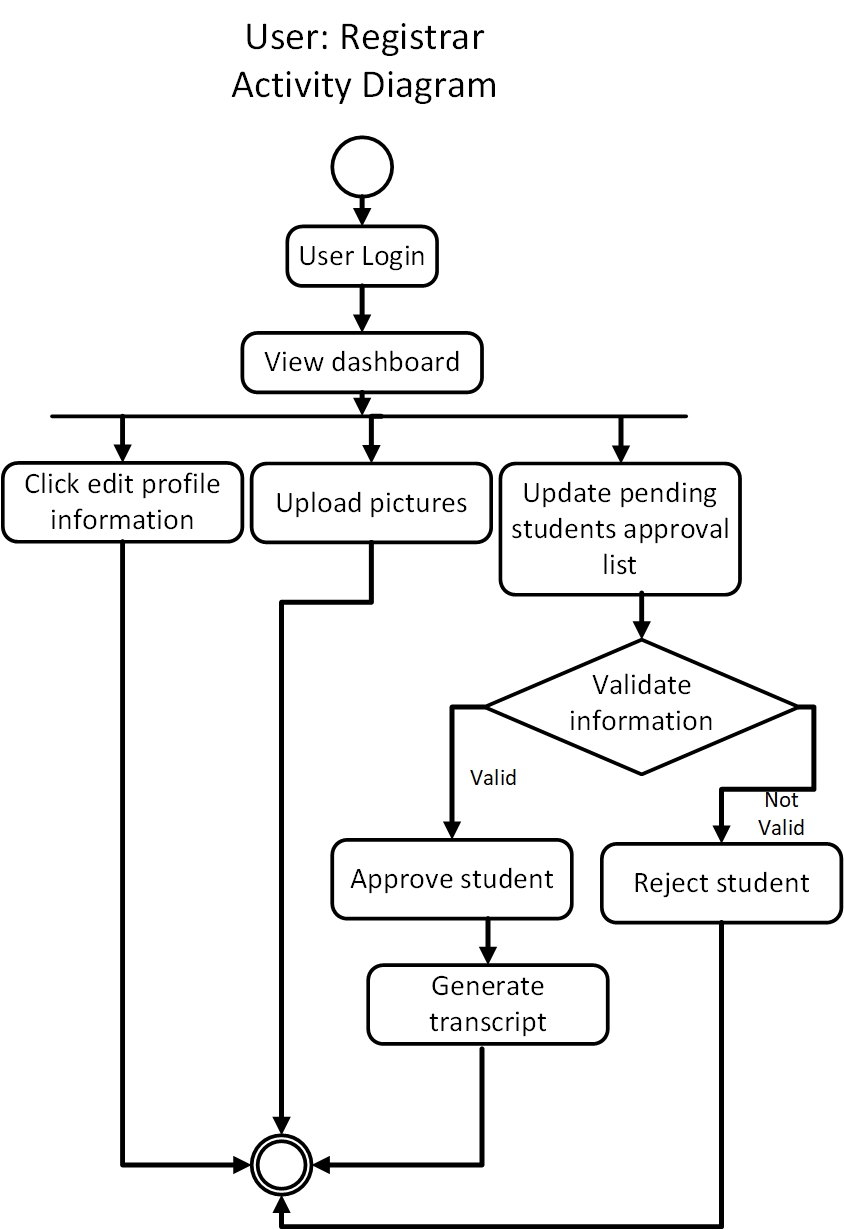 User: Registrar
Activity Diagram
User Login
View dashboard
Click edit profile
information
Upload pictures
Update pending
students approval
list
Validate
information
Valid
Not
Valid
Approve student
Reject student
Generate
transcript